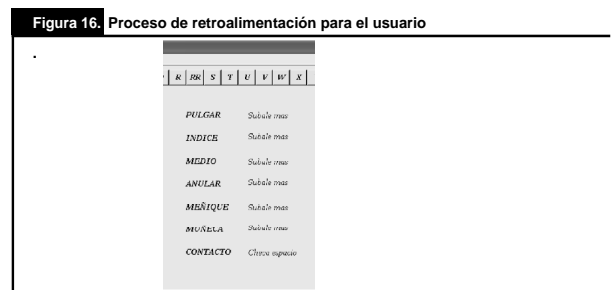 Figura 16. Proceso de retroalimentación para el usuario
.
R RR S T U V W X
PULGAR Subale mas
INDICE Subale mas
MEDIO Subale mas
ANULAR Subale mas
MEÑIQUE Subale mas
MUÑECA Subale mas
CONTACTO espacio